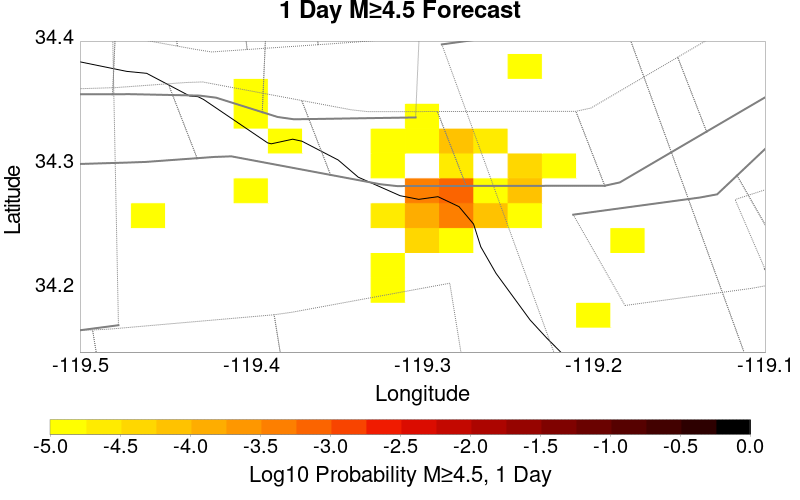 1 Day M≥4.5 Forecast
34.4
34.3
34.2
Latitude
-119.5 -119.4 -119.3 -119.2 -119.1
Longitude
-5.0 -4.5 -4.0 -3.5 -3.0 -2.5 -2.0 -1.5 -1.0 -0.5 0.0
Log10 Probability M≥4.5, 1 Day